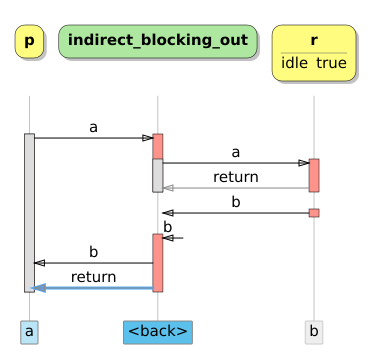 p
indirect_blocking_out
r
idle true
a
a
return
b
b
b
return
a
<back>
b